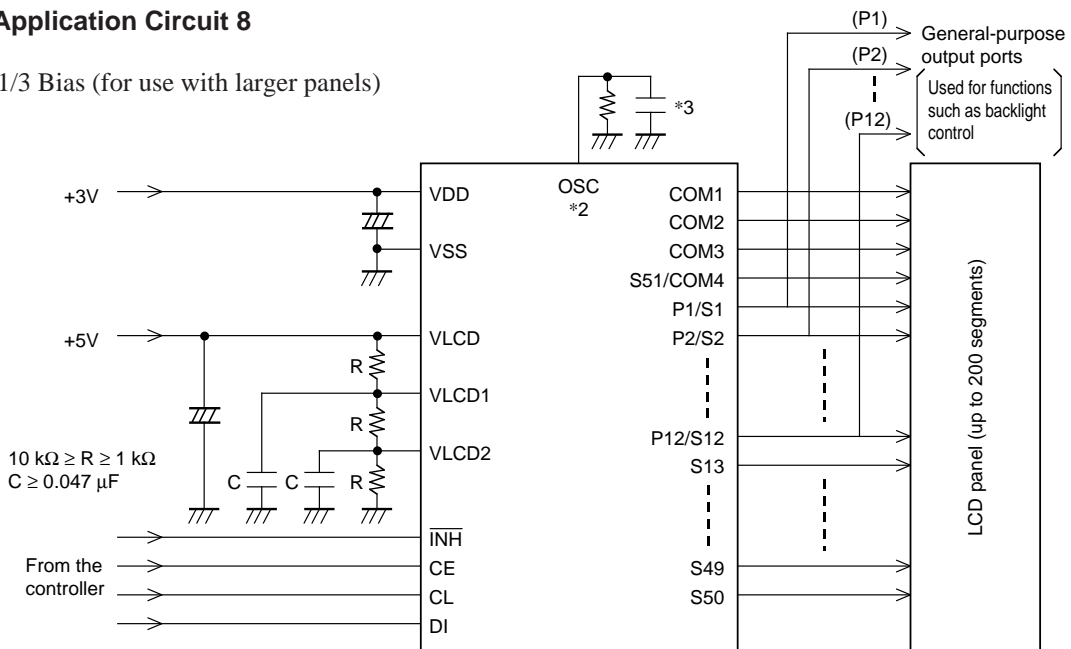 Application Circuit 8
1/3 Bias (for use with larger panels)
(P1)
General-purpose
output ports
(P2)
Used for functions
such as backlight
control
(P12)
*3
OSC
*2
+3V
VDD
VSS
+5V
VLCD
R
VLCD1
R
VLCD2
R
C
C
10 kΩ ≥ R ≥ 1 kΩ
C ≥ 0.047 μF
INH
From the
controller
CE
CL
DI
COM1
COM2
COM3
S51/COM4
P1/S1
P2/S2
P12/S12
S13
S49
S50
LCD panel (up to 200 segments)